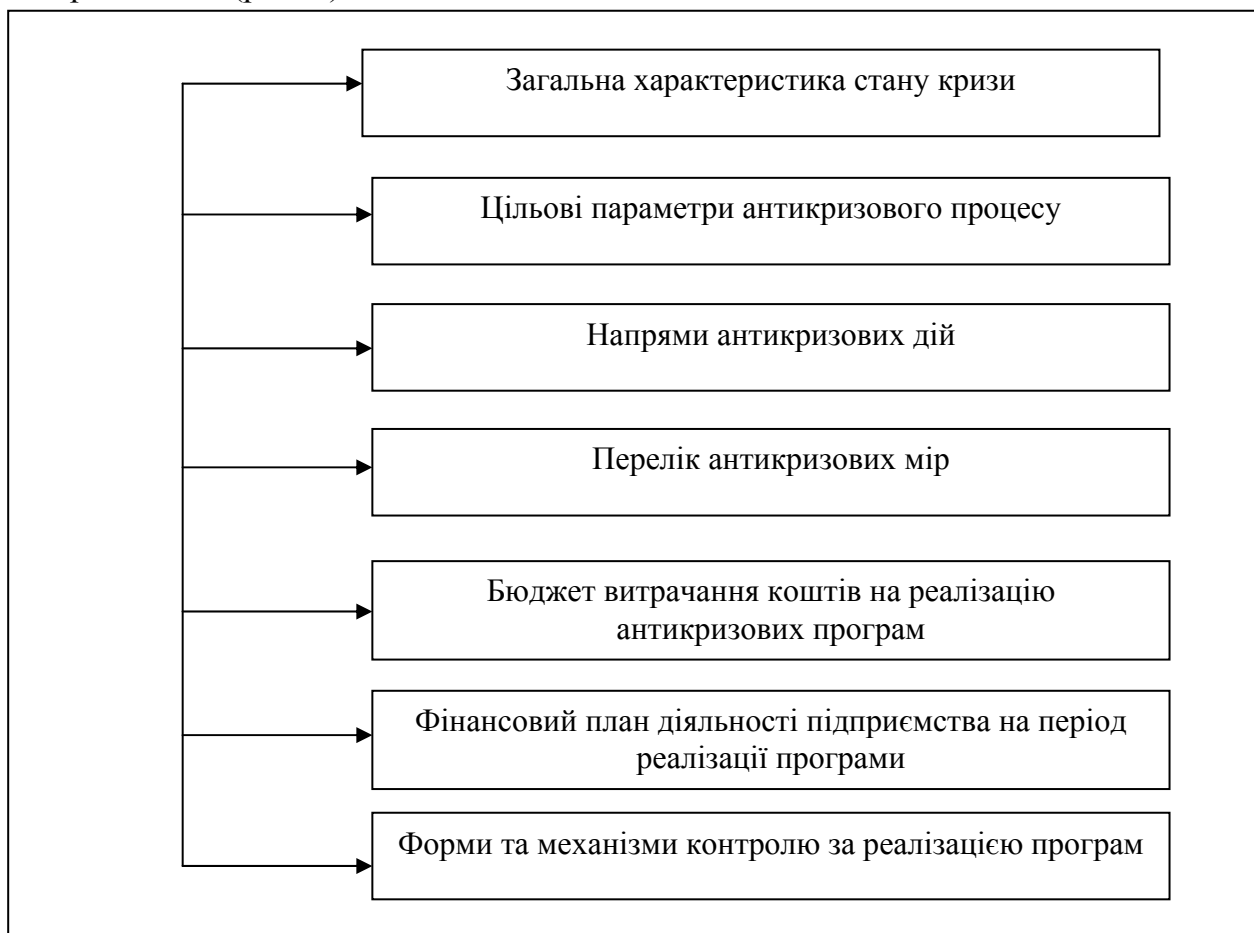 Загальна характеристика стану кризи
Цільові параметри антикризового процесу
Напрями антикризових дій
Перелік антикризових мір
Бюджет витрачання коштів на реалізацію
антикризових програм
Фінансовий план діяльності підприємства на період
реалізації програми
Форми та механізми контролю за реалізацією програм